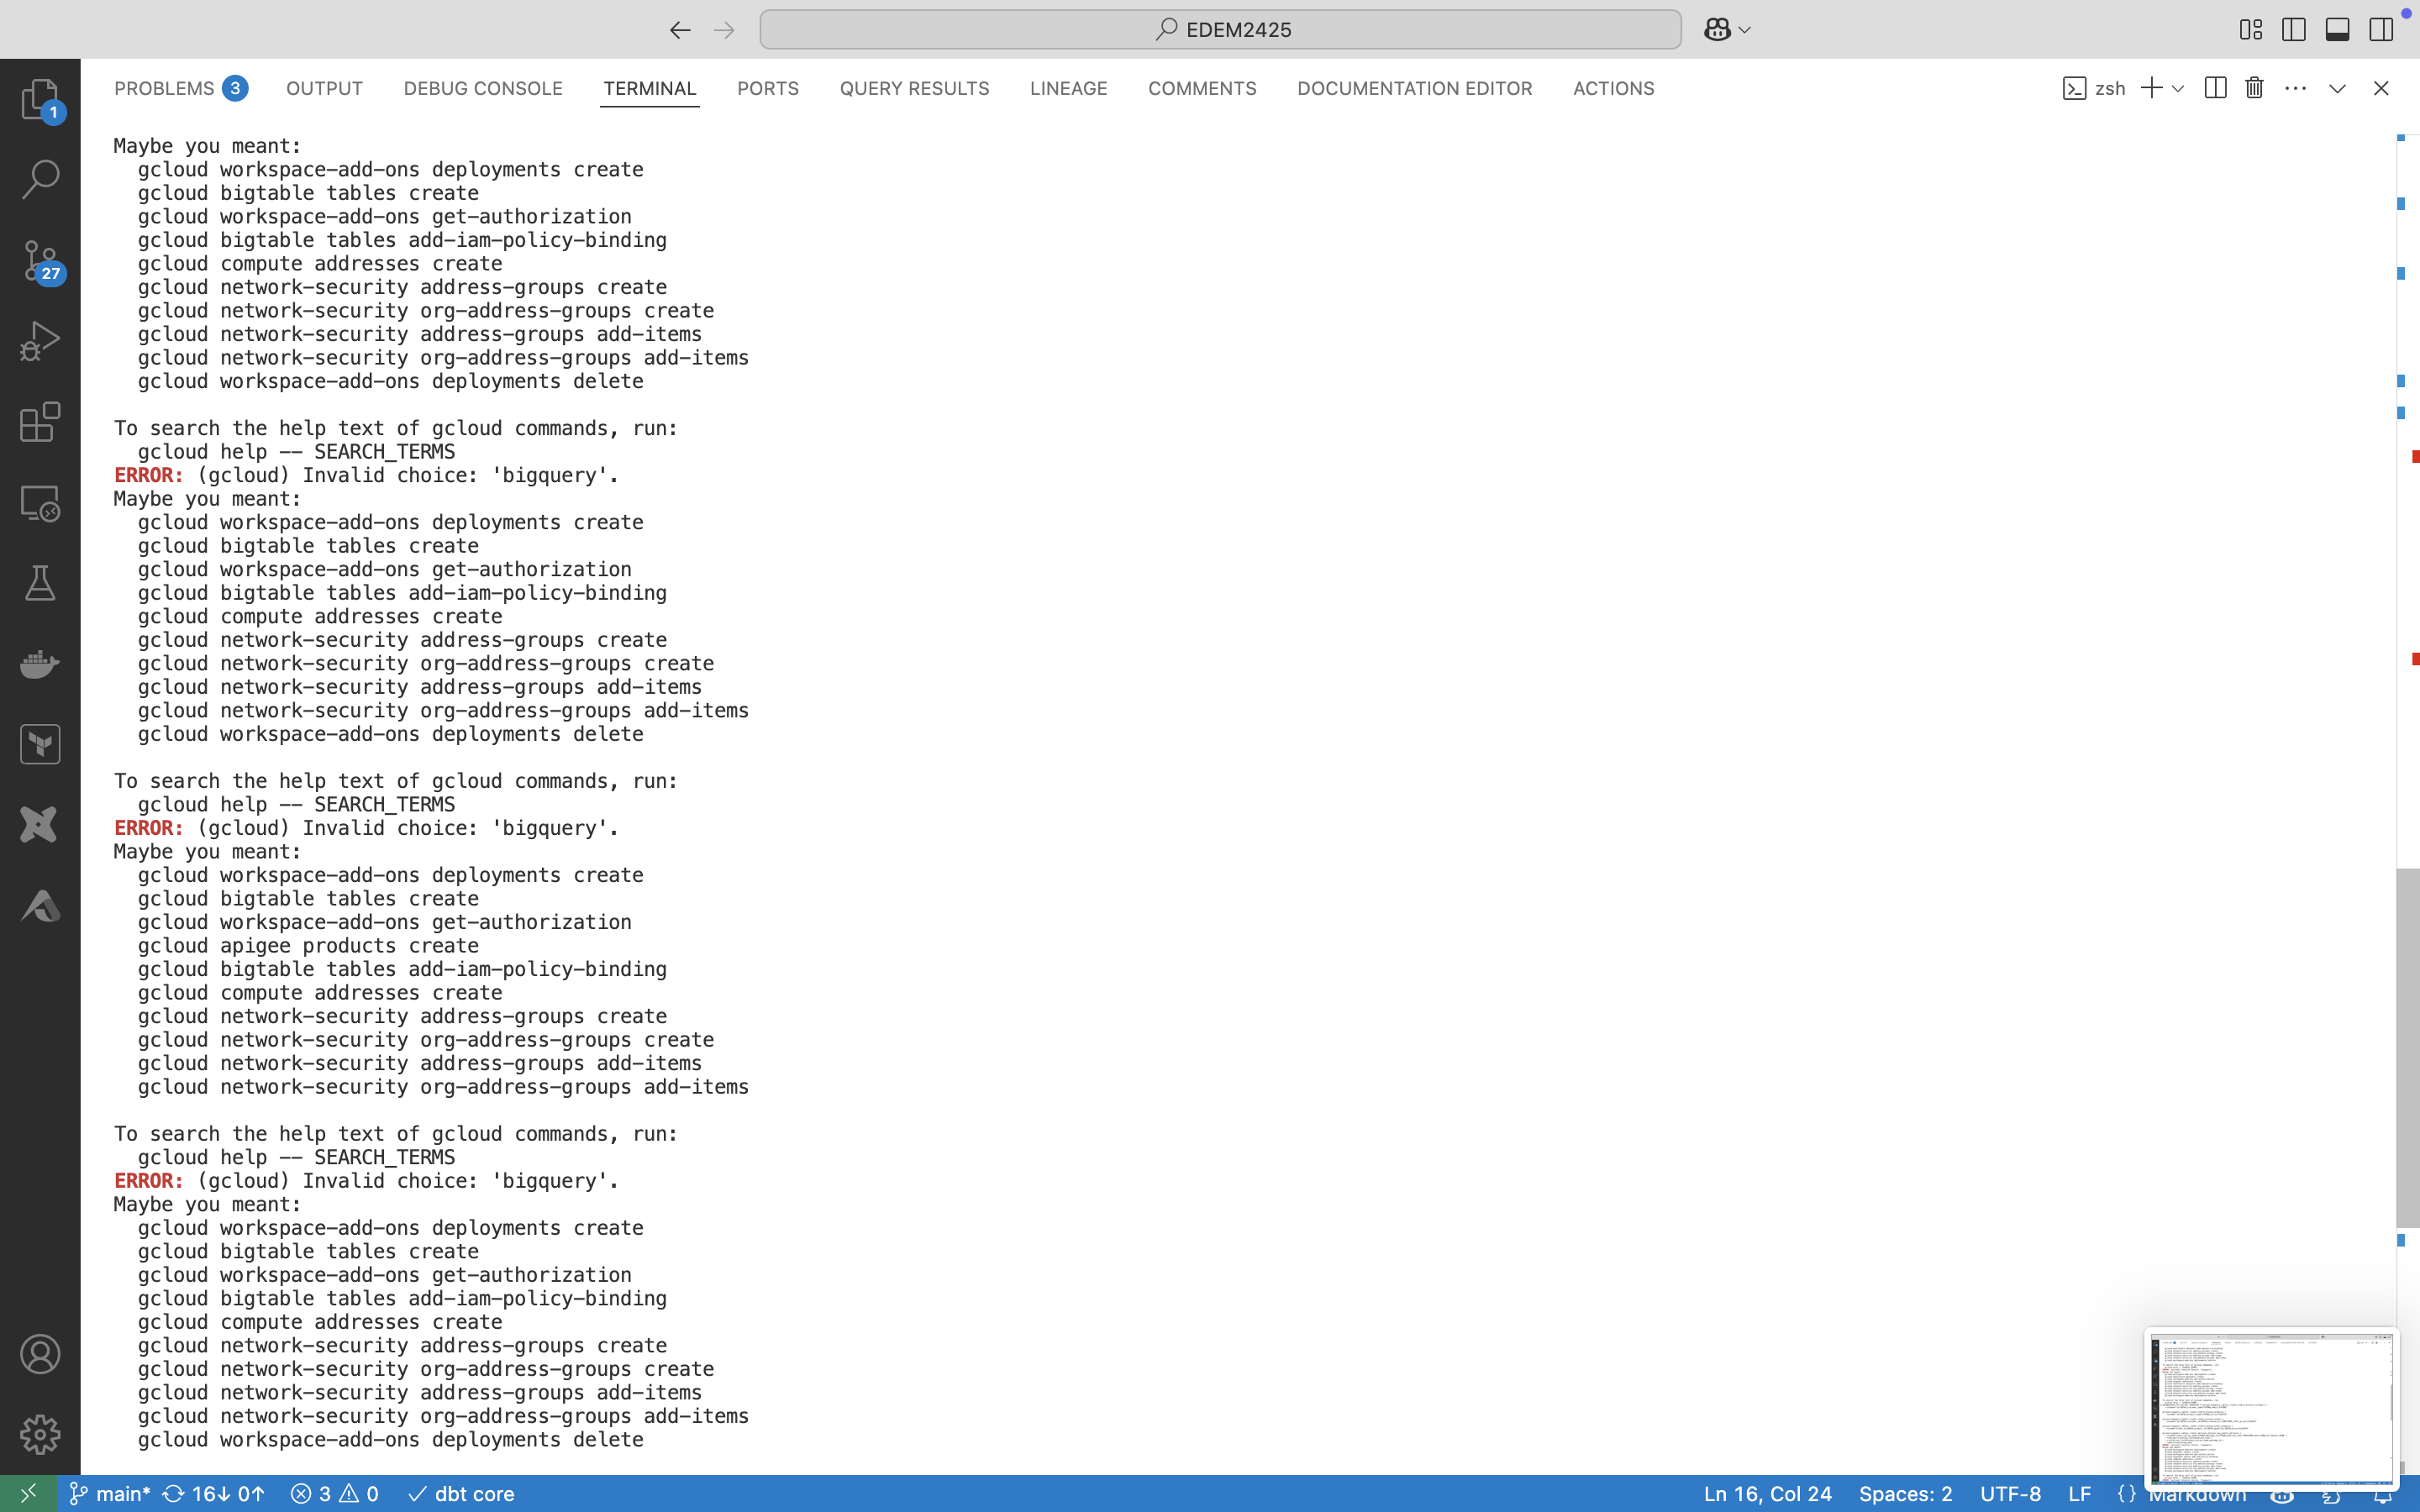 EDEM2425
PROBLEMS 3 OUTPUT DEBUG CONSOLE TERMINAL PORTS QUERY RESULTS LINEAGE COMMENTS DOCUMENTATION EDITOR ACTIONS zsh
1
27
Maybe you meant:
  gcloud workspace-add-ons deployments create
  gcloud bigtable tables create
  gcloud workspace-add-ons get-authorization
  gcloud bigtable tables add-iam-policy-binding
  gcloud compute addresses create
  gcloud network-security address-groups create
  gcloud network-security org-address-groups create
  gcloud network-security address-groups add-items
  gcloud network-security org-address-groups add-items
  gcloud workspace-add-ons deployments delete
To search the help text of gcloud commands, run:
  gcloud help -- SEARCH_TERMS
ERROR: (gcloud) Invalid choice: 'bigquery'.
Maybe you meant:
  gcloud workspace-add-ons deployments create
  gcloud bigtable tables create
  gcloud workspace-add-ons get-authorization
  gcloud bigtable tables add-iam-policy-binding
  gcloud compute addresses create
  gcloud network-security address-groups create
  gcloud network-security org-address-groups create
  gcloud network-security address-groups add-items
  gcloud network-security org-address-groups add-items
  gcloud workspace-add-ons deployments delete
To search the help text of gcloud commands, run:
  gcloud help -- SEARCH_TERMS
ERROR: (gcloud) Invalid choice: 'bigquery'.
Maybe you meant:
  gcloud workspace-add-ons deployments create
  gcloud bigtable tables create
  gcloud workspace-add-ons get-authorization
  gcloud apigee products create
  gcloud bigtable tables add-iam-policy-binding
  gcloud compute addresses create
  gcloud network-security address-groups create
  gcloud network-security org-address-groups create
  gcloud network-security address-groups add-items
  gcloud network-security org-address-groups add-items
To search the help text of gcloud commands, run:
  gcloud help -- SEARCH_TERMS
ERROR: (gcloud) Invalid choice: 'bigquery'.
Maybe you meant:
  gcloud workspace-add-ons deployments create
  gcloud bigtable tables create
  gcloud workspace-add-ons get-authorization
  gcloud bigtable tables add-iam-policy-binding
  gcloud compute addresses create
  gcloud network-security address-groups create
  gcloud network-security org-address-groups create
  gcloud network-security address-groups add-items
  gcloud network-security org-address-groups add-items
  gcloud workspace-add-ons deployments delete
main* 16↓ 0↑ 3 0 dbt core Ln 16, Col 24 Spaces: 2 UTF-8 LF {} Markdown